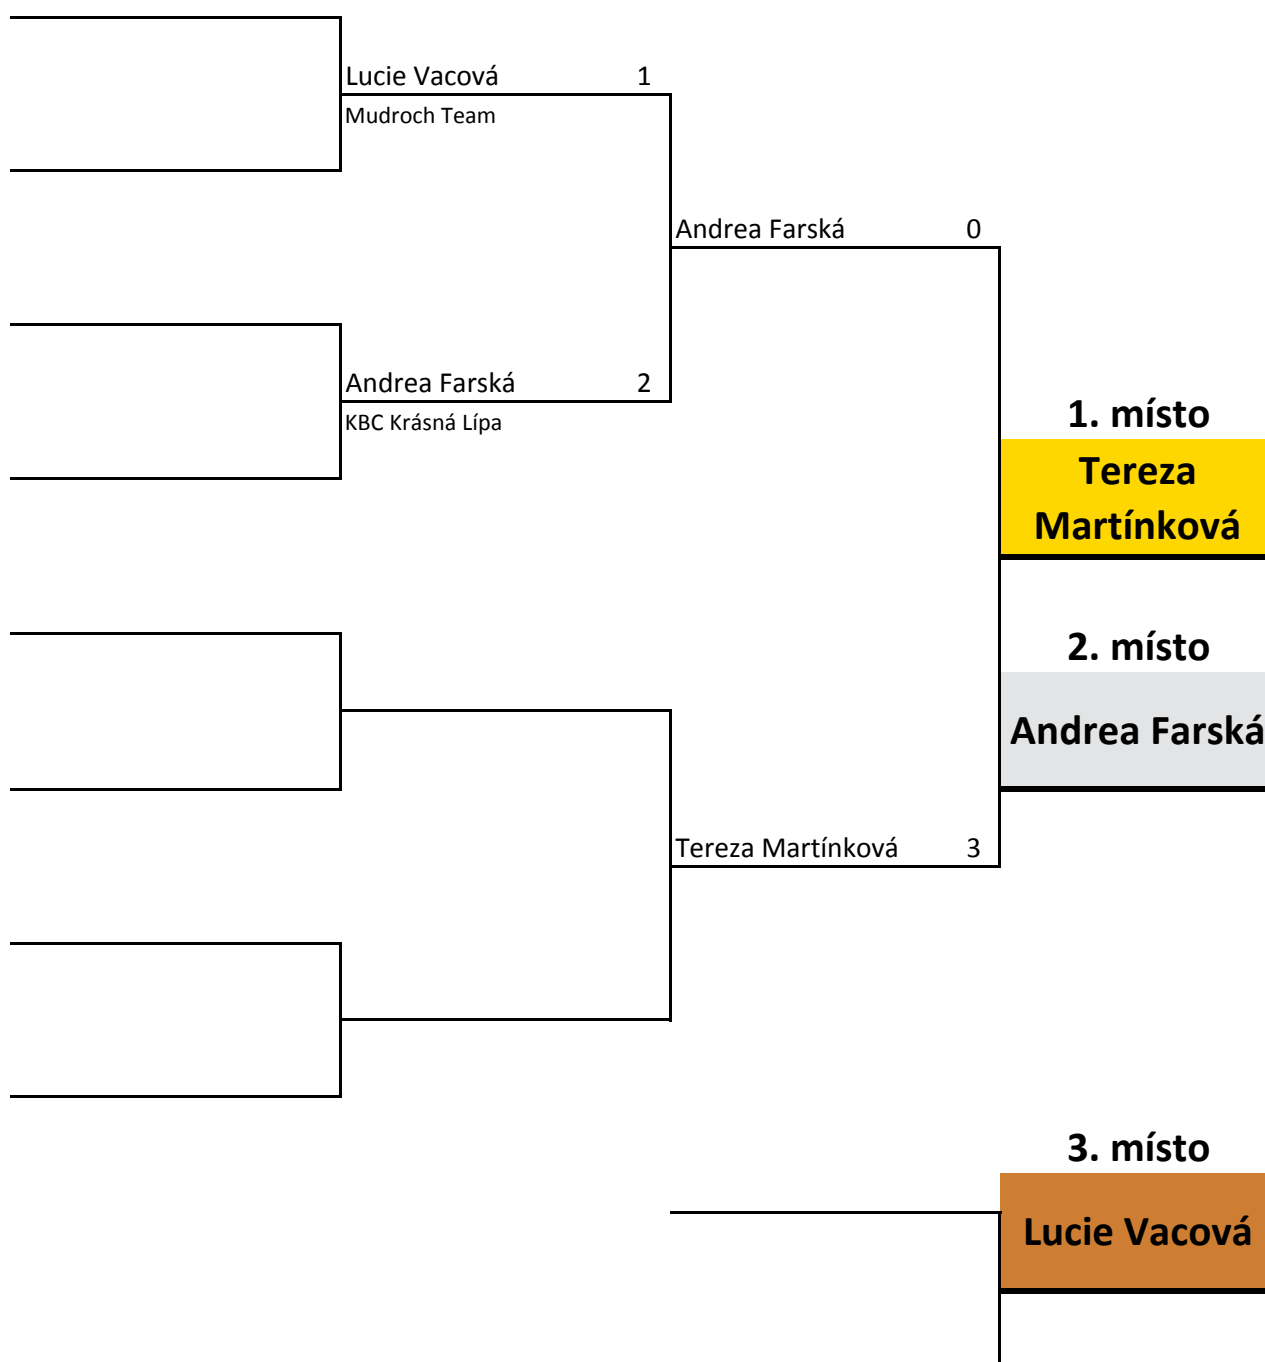 Lucie Vacová 1
Mudroch Team
Andrea Farská 0
Andrea Farská 2
KBC Krásná Lípa
1. místo
Tereza
Martínková
2. místo
Andrea Farská
Tereza Martínková 3
3. místo
Lucie Vacová